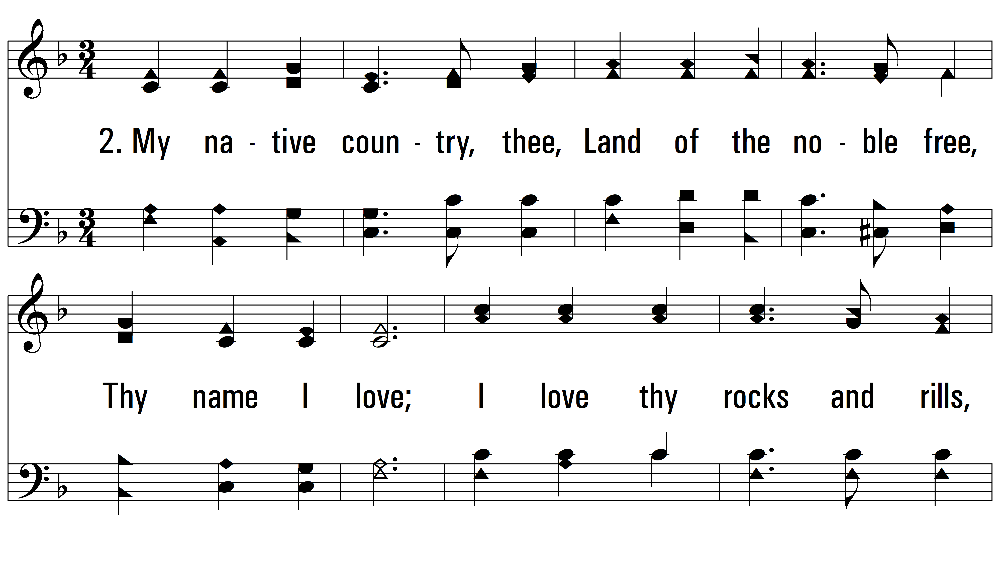 2. My na - tive coun - try, thee, Land of the no - ble free,
Thy name I love; I love thy rocks and rills,